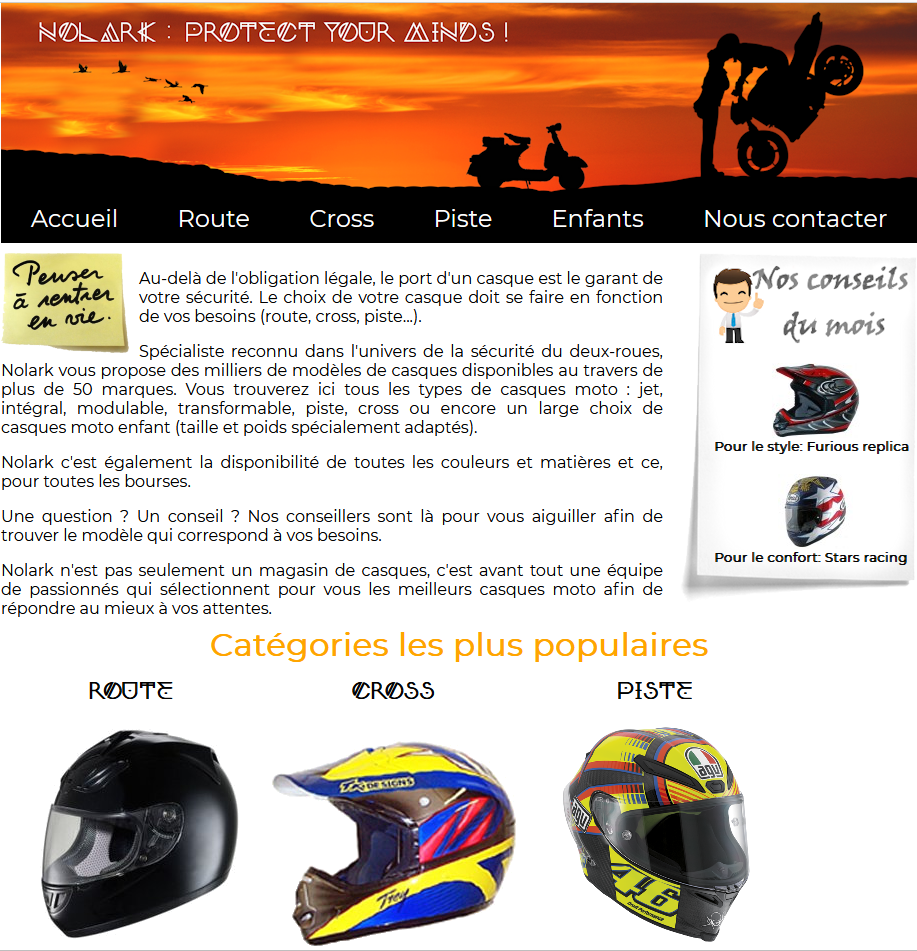 NOLARK : PROTECT YOUR MINDS !
Accueil Route Cross Piste Enfants Nous contacter
Penser
à rentrer
en vie.
Au-delà de l'obligation légale, le port d'un casque est le garant de
votre sécurité. Le choix de votre casque doit se faire en fonction
de vos besoins (route, cross, piste...).
Spécialiste reconnu dans l'univers de la sécurité du deux-roues,
Nolark vous propose des milliers de modèles de casques disponibles au travers de
plus de 50 marques. Vous trouverez ici tous les types de casques moto : jet,
intégral, modulable, transformable, piste, cross ou encore un large choix de
casques moto enfant (taille et poids spécialement adaptés).
Nolark c'est également la disponibilité de toutes les couleurs et matières et ce,
pour toutes les bourses.
Une question ? Un conseil ? Nos conseillers sont là pour vous aiguiller afin de
trouver le modèle qui correspond à vos besoins.
Nolark n'est pas seulement un magasin de casques, c'est avant tout une équipe
de passionnés qui sélectionnent pour vous les meilleurs casques moto afin de
répondre au mieux à vos attentes.
Nos conseils
du mois
Pour le style: Furious replica
Pour le confort: Stars racing
Catégories les plus populaires
ROUTE CROSS PISTE
DESIGNS
Troy
agv
agv
46